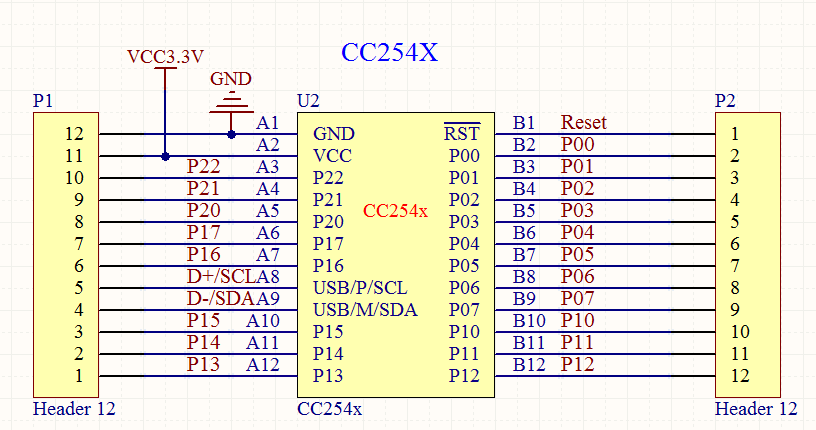 CC254X
VCC3.3V
GND
P1 U2 P2
12 A1 GND RST B1 Reset 1
11 A2 VCC P00 B2 P00 2
10 P22 A3 P22 P01 B3 P01 3
9 P21 A4 P21 P02 B4 P02 4
8 P20 A5 P20 CC254x P03 B5 P03 5
7 P17 A6 P17 P04 B6 P04 6
6 P16 A7 P16 P05 B7 P05 7
5 D+/SCL A8 USB/P/SCL P06 B8 P06 8
4 D-/SDA A9 USB/M/SDA P07 B9 P07 9
3 P15 A10 P15 P10 B10 P10 10
2 P14 A11 P14 P11 B11 P11 11
1 P13 A12 P13 P12 B12 P12 12
Header 12 CC254x Header 12